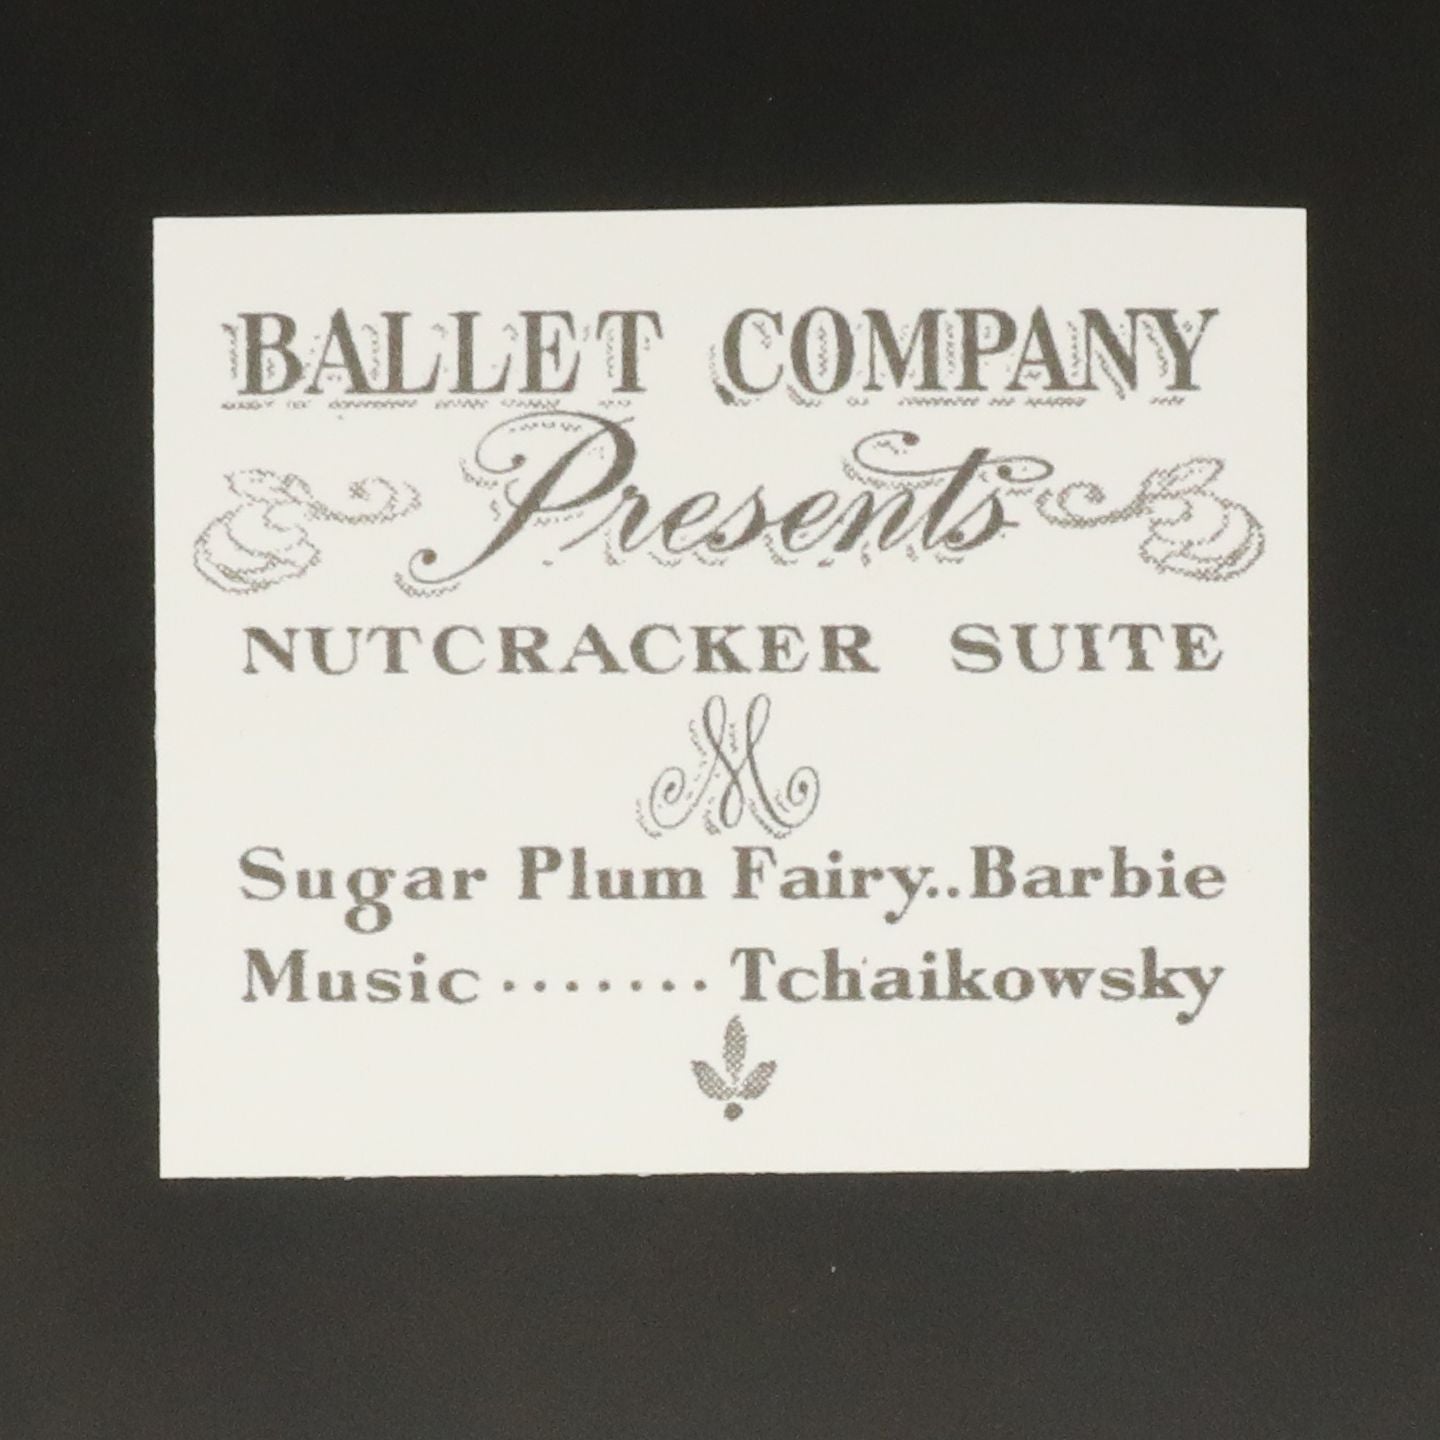 BALLET COMPANY
Presents
NUTCRACKER SUITE
M
Sugar Plum Fairy..Barbie
Music ....... Tchaikowsky